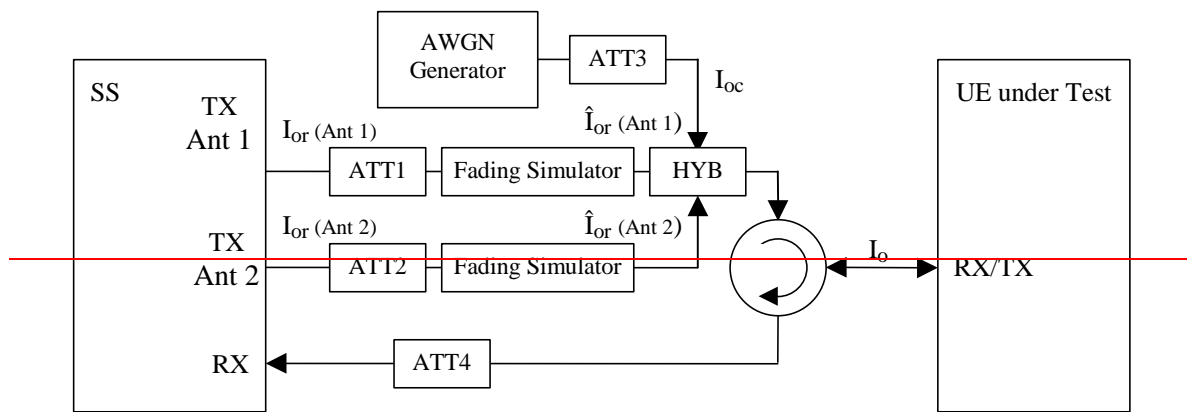 AWGN
Generator
ATT3
I_oc
SS
UE under Test
TX
Ant 1
I_or (Ant 1)
Î_or (Ant 1)
ATT1
Fading Simulator
HYB
TX
Ant 2
I_or (Ant 2)
Î_or (Ant 2)
ATT2
Fading Simulator
I_o
RX/TX
RX
ATT4